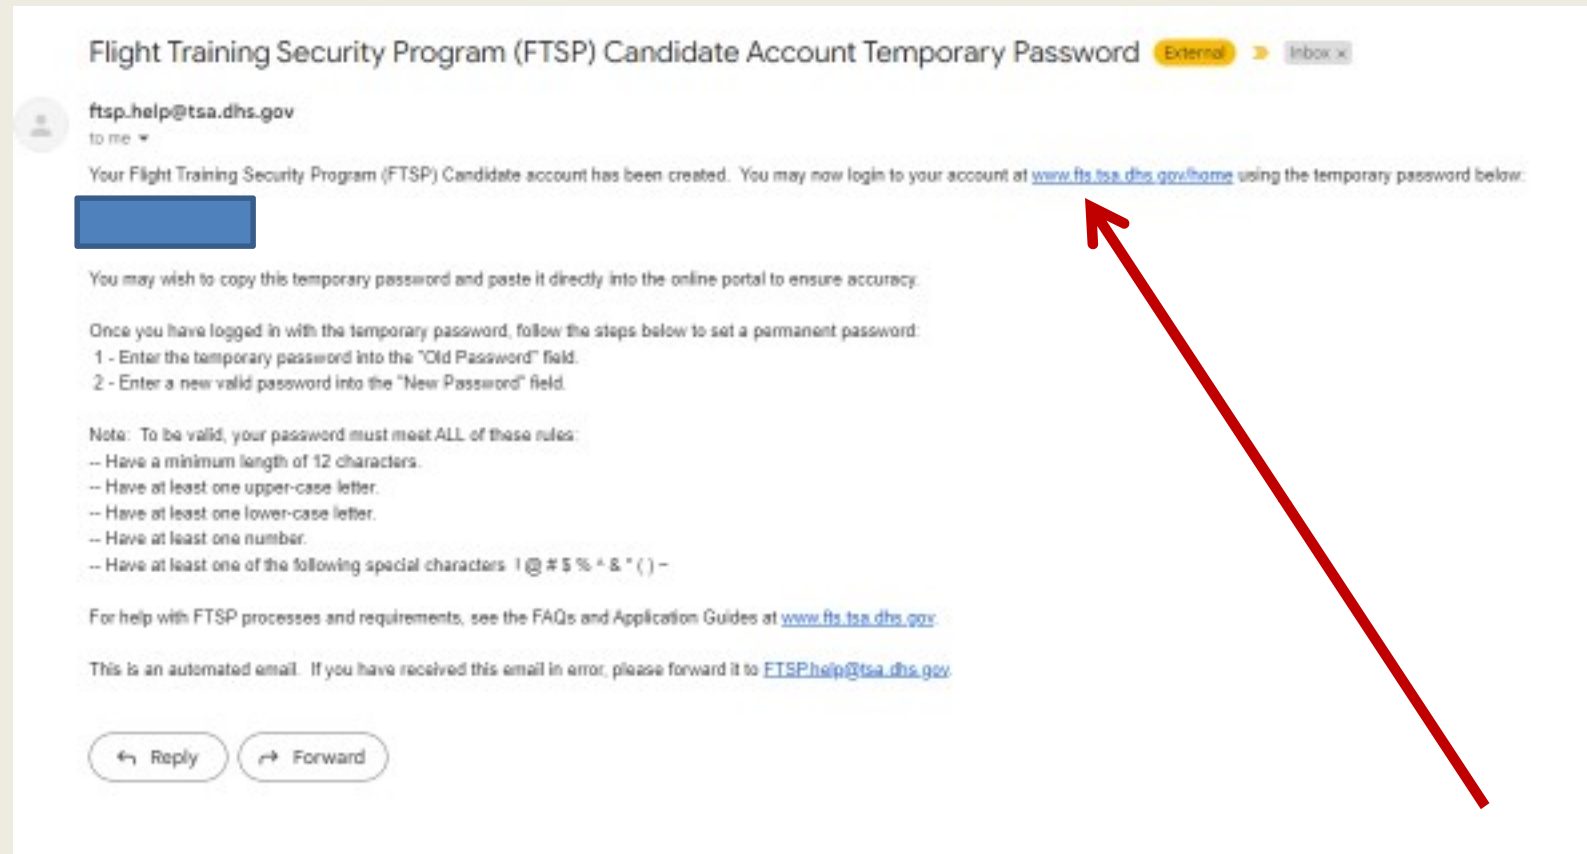 Flight Training Security Program (FTSP) Candidate Account Temporary Password External Inbox x
ftsp.help@tsa.dhs.gov
to me
Your Flight Training Security Program (FTSP) Candidate account has been created. You may now login to your account at www.fts.tsa.dhs.gov/home using the temporary password below:
You may wish to copy this temporary password and paste it directly into the online portal to ensure accuracy.
Once you have logged in with the temporary password, follow the steps below to set a permanent password:
1 - Enter the temporary password into the "Old Password" field.
2 - Enter a new valid password into the "New Password" field.
Note: To be valid, your password must meet ALL of these rules:
-- Have a minimum length of 12 characters.
-- Have at least one upper-case letter.
-- Have at least one lower-case letter.
-- Have at least one number.
-- Have at least one of the following special characters ! @ # $ % ^ & * ( ) ~
For help with FTSP processes and requirements, see the FAQs and Application Guides at www.fts.tsa.dhs.gov.
This is an automated email. If you have received this email in error, please forward it to FTSP.help@tsa.dhs.gov.
Reply Forward